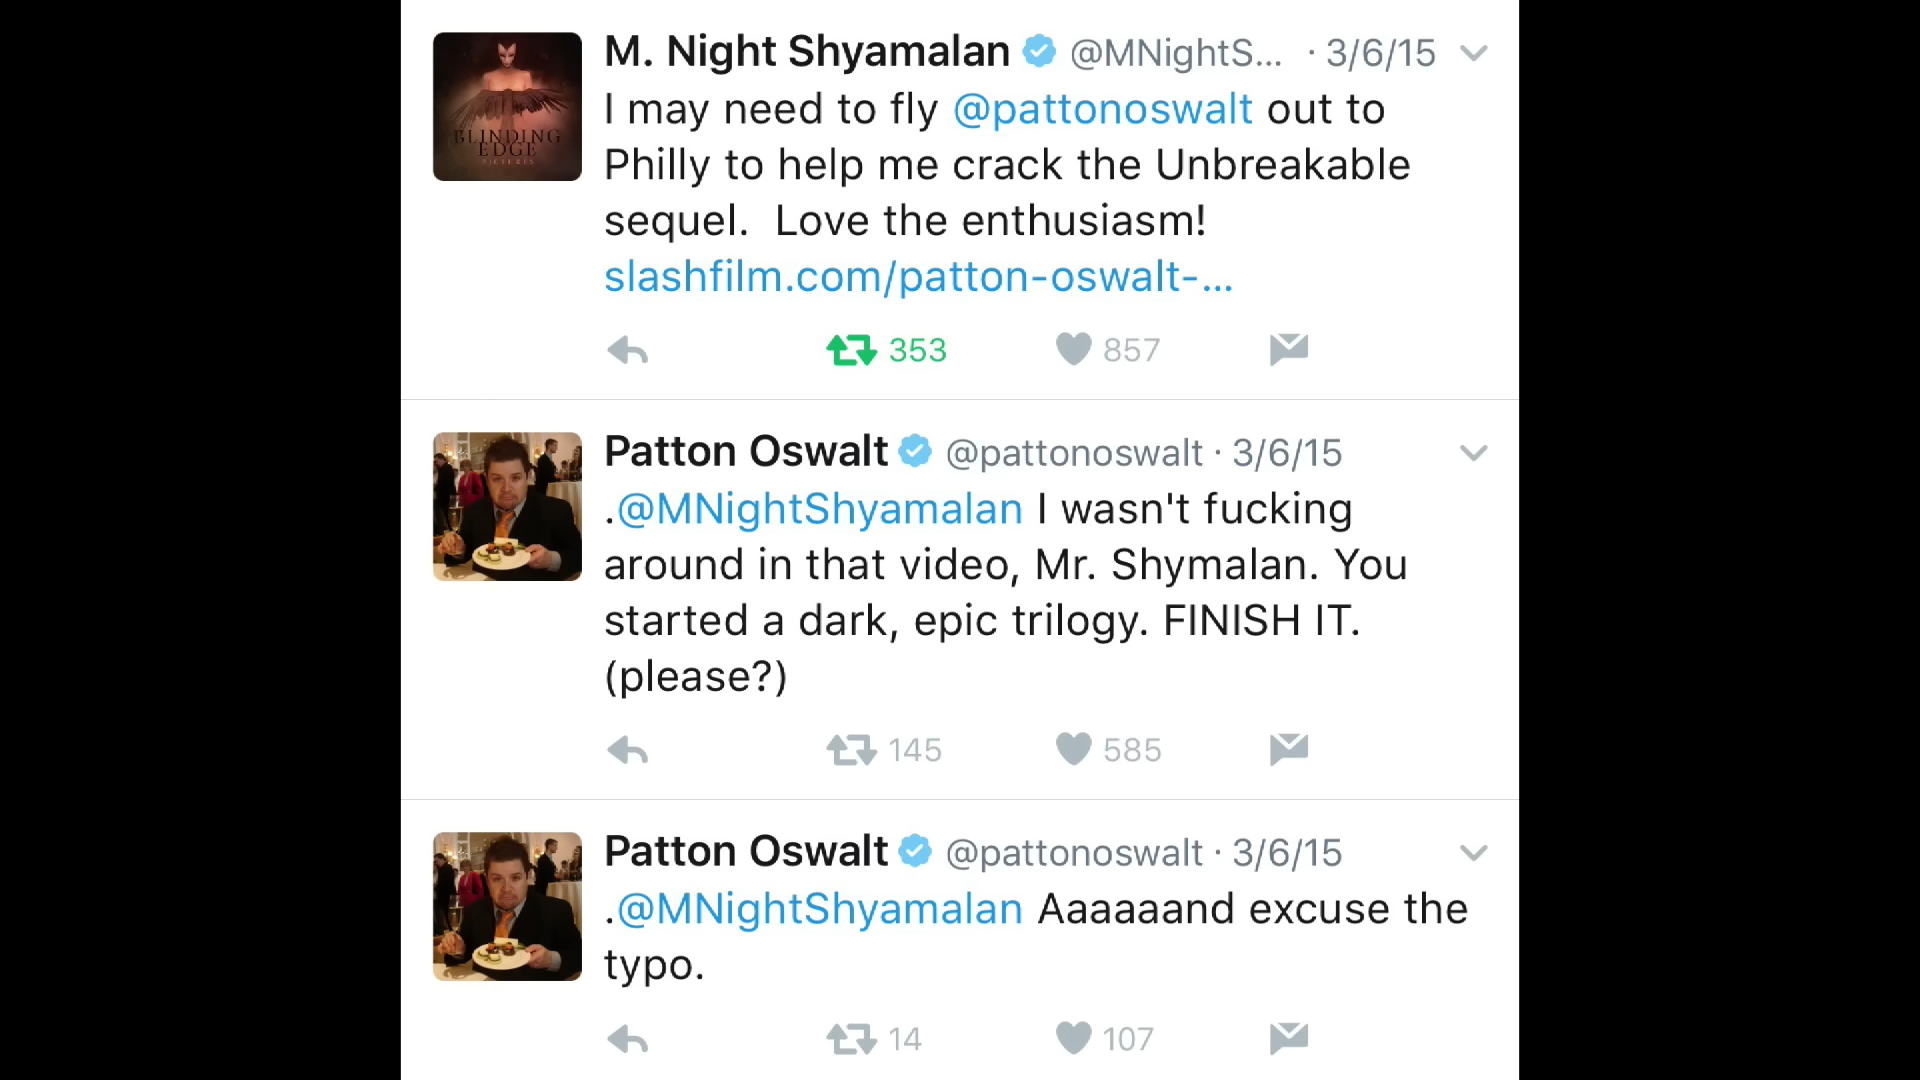 M. Night Shyamalan @MNightS... · 3/6/15
I may need to fly @pattonoswalt out to
Philly to help me crack the Unbreakable
sequel.  Love the enthusiasm!
slashfilm.com/patton-oswalt-...
353 857
BLINDING
EDGE
PICTURES
Patton Oswalt @pattonoswalt · 3/6/15
.@MNightShyamalan I wasn't fucking
around in that video, Mr. Shymalan. You
started a dark, epic trilogy. FINISH IT.
(please?)
145 585
Patton Oswalt @pattonoswalt · 3/6/15
.@MNightShyamalan Aaaaaand excuse the
typo.
14 107